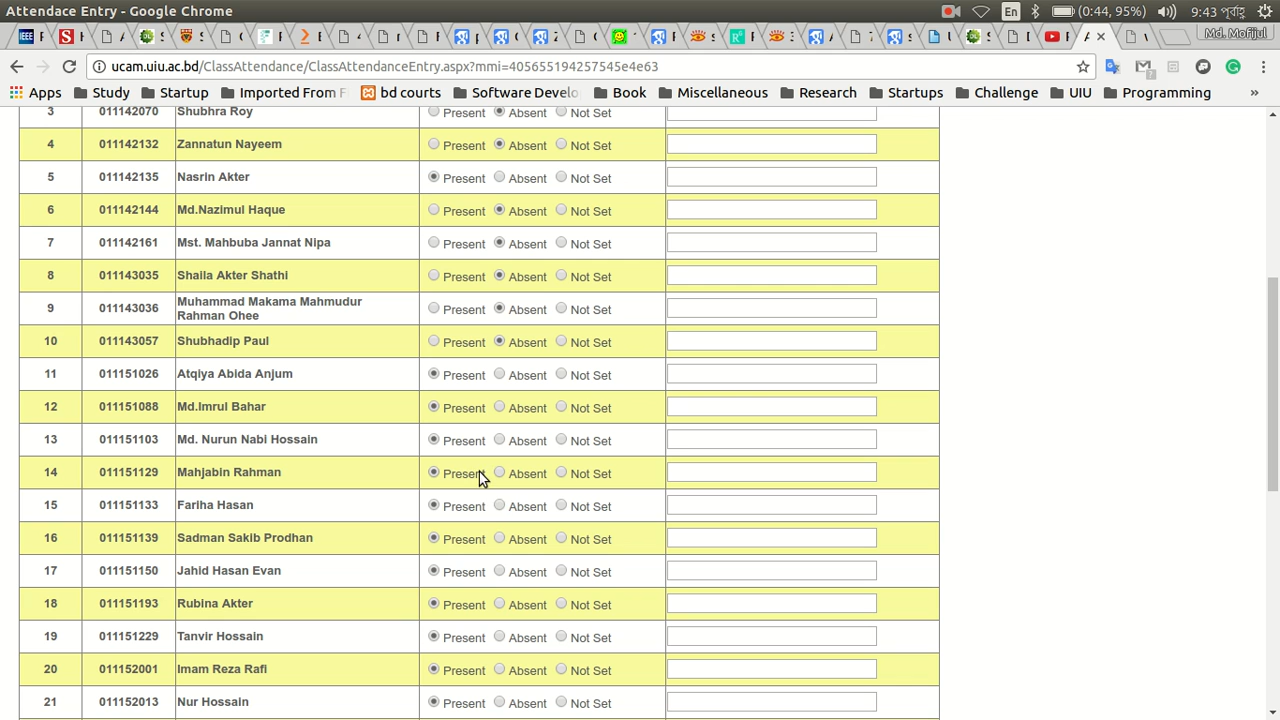 Attendace Entry - Google Chrome En (0:44, 95%) 9:43 Md. Mofijul
ucam.uiu.ac.bd/ClassAttendance/ClassAttendanceEntry.aspx?mmi=405655194257545e4e63
Apps Study Startup Imported From F bd courts Software Develo Book Miscellaneous Research Startups Challenge UIU Programming »
3 011142070 Shubhra Roy Present Absent Not Set
4 011142132 Zannatun Nayeem Present Absent Not Set
5 011142135 Nasrin Akter Present Absent Not Set
6 011142144 Md.Nazimul Haque Present Absent Not Set
7 011142161 Mst. Mahbuba Jannat Nipa Present Absent Not Set
8 011143035 Shaila Akter Shathi Present Absent Not Set
9 011143036 Muhammad Makama Mahmudur Rahman Ohee Present Absent Not Set
10 011143057 Shubhadip Paul Present Absent Not Set
11 011151026 Atqiya Abida Anjum Present Absent Not Set
12 011151088 Md.Imrul Bahar Present Absent Not Set
13 011151103 Md. Nurun Nabi Hossain Present Absent Not Set
14 011151129 Mahjabin Rahman Present Absent Not Set
15 011151133 Fariha Hasan Present Absent Not Set
16 011151139 Sadman Sakib Prodhan Present Absent Not Set
17 011151150 Jahid Hasan Evan Present Absent Not Set
18 011151193 Rubina Akter Present Absent Not Set
19 011151229 Tanvir Hossain Present Absent Not Set
20 011152001 Imam Reza Rafi Present Absent Not Set
21 011152013 Nur Hossain Present Absent Not Set